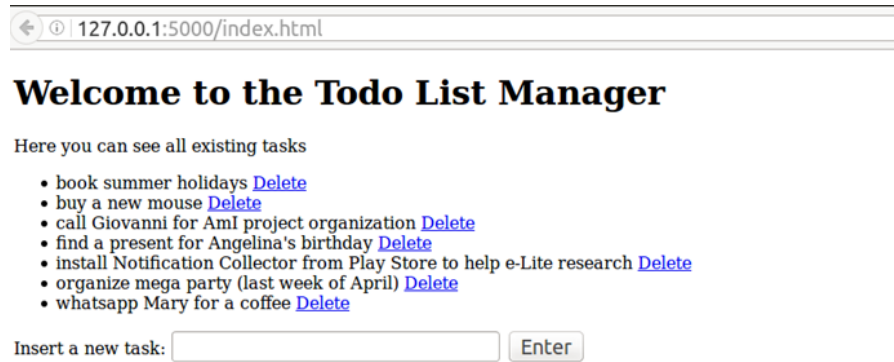 127.0.0.1:5000/index.html
Welcome to the Todo List Manager
Here you can see all existing tasks
• book summer holidays Delete
• buy a new mouse Delete
• call Giovanni for AmI project organization Delete
• find a present for Angelina's birthday Delete
• install Notification Collector from Play Store to help e-Lite research Delete
• organize mega party (last week of April) Delete
• whatsapp Mary for a coffee Delete
Insert a new task: Enter